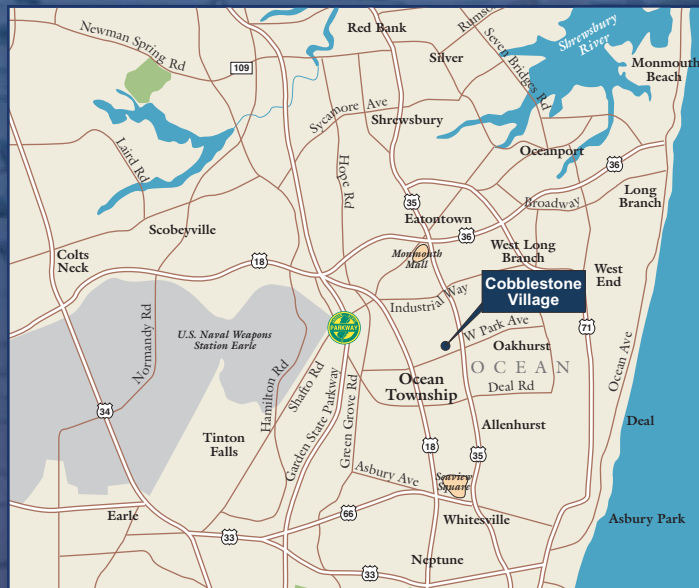 Newman Spring Rd
109
Red Bank
Rumson
Silver
Seven Bridges Rd
Shrewsbury
River
Monmouth
Beach
Sycamore Ave
Shrewsbury
Laird Rd
Hope Rd
Oceanport
36
35
Broadway
Long
Branch
Scobeyville
Eatontown
36
Colts
Neck
18
Monmouth
Mall
West Long
Branch
West
End
Cobblestone
Village
Industrial Way
Normandy Rd
U.S. Naval Weapons
Station Earle
PARKWAY
W Park Ave
71
Oakhurst
OCEAN
Ocean Ave
Hamilton Rd
Shafto Rd
Garden State Parkway
Green Grove Rd
Ocean
Township
Deal Rd
34
Tinton
Falls
18
Allenhurst
35
Deal
Asbury Ave
Seaview
Square
Earle
66
Whitesville
Asbury Park
33
Neptune
33